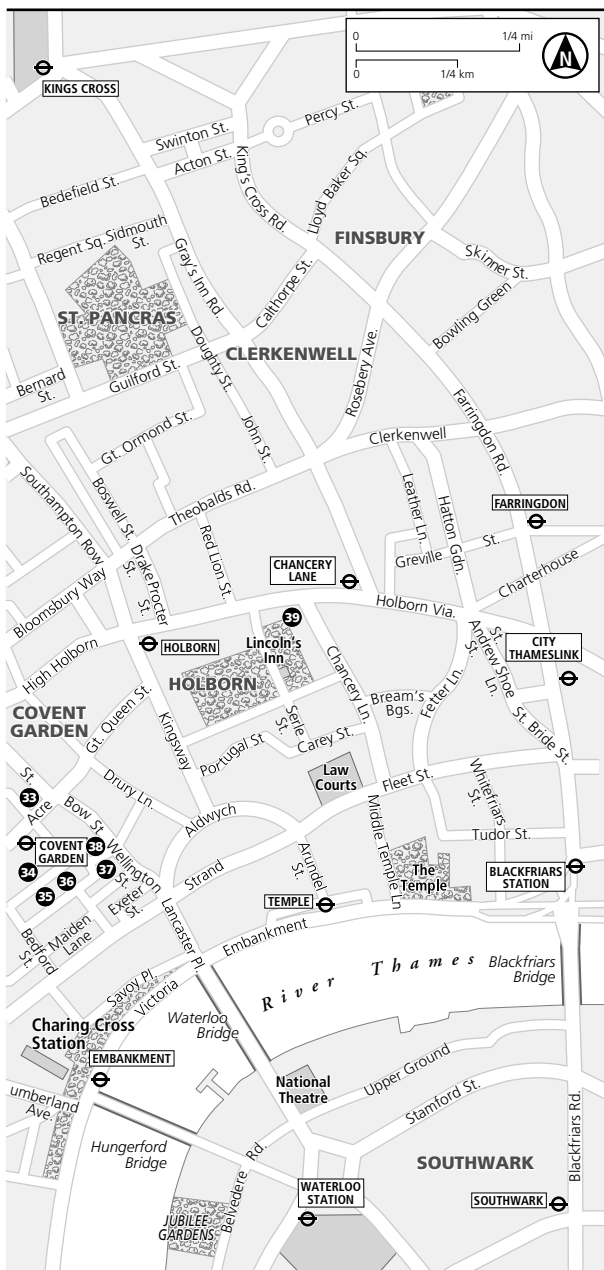 0 1/4 mi
0 1/4 km
N
KINGS CROSS
Percy St.
Swinton St.
Acton St.
King's Cross Rd.
Lloyd Baker Sq.
Bedefield St.
FINSBURY
Sidmouth
St.
Regent Sq.
Gray's Inn Rd.
Skinner St.
Calthorpe St.
ST. PANCRAS
Bowling Green
CLERKENWELL
Doughty St.
Rosebery Ave.
Bernard
St.
Guilford St.
Farringdon Rd.
Gt. Ormond St.
John St.
Clerkenwell
Southampton Row
Boswell St.
Theobalds Rd.
Leather Ln.
Hatton Gdn.
FARRINGDON
Drake
St.
Procter
St.
Red Lion St.
Greville St.
CHANCERY
LANE
Charterhouse
St.
Bloomsbury Way
Holborn Via.
39
High Holborn
HOLBORN
Lincoln's
Inn
St. Andrew
St.
Shoe
Ln.
CITY
THAMESLINK
HOLBORN
Chancery Ln.
Bream's
Bgs.
Fetter Ln.
COVENT
GARDEN
Gt. Queen St.
Kingsway
Serle
St.
Carey St.
St. Bride St.
Portugal St
Law
Courts
Fleet St.
Whitefriars
St.
Drury Ln.
St.
33
Acre
Bow St.
Aldwych
Middle Temple Ln
Tudor St.
COVENT
GARDEN
38
Wellington
St.
34
36
37
35
Strand
Arundel
St.
The
Temple
BLACKFRIARS
STATION
Exeter
St.
TEMPLE
Maiden
Lane
Bedford
St.
Lancaster Pl.
Embankment
Savoy Pl.
Victoria
River Thames
Blackfriars
Bridge
Waterloo
Bridge
Charing Cross
Station
EMBANKMENT
National
Theatre
Upper Ground
Stamford St.
umberland
Ave.
Hungerford
Bridge
Belvedere Rd.
Blackfriars Rd.
SOUTHWARK
WATERLOO
STATION
SOUTHWARK
JUBILEE
GARDENS